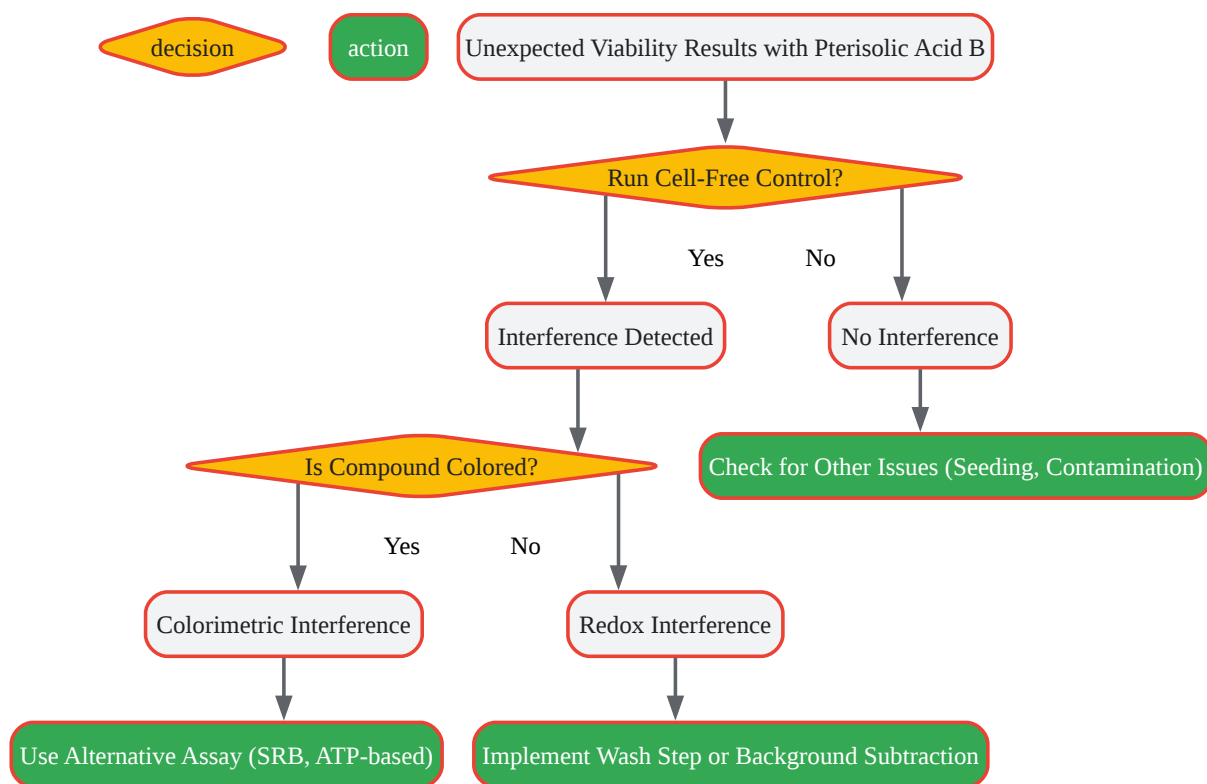 decision
action
Unexpected Viability Results with Pterisolic Acid B
Run Cell-Free Control?
Yes
No
Interference Detected
No Interference
Is Compound Colored?
Check for Other Issues (Seeding, Contamination)
Yes
No
Colorimetric Interference
Redox Interference
Use Alternative Assay (SRB, ATP-based)
Implement Wash Step or Background Subtraction